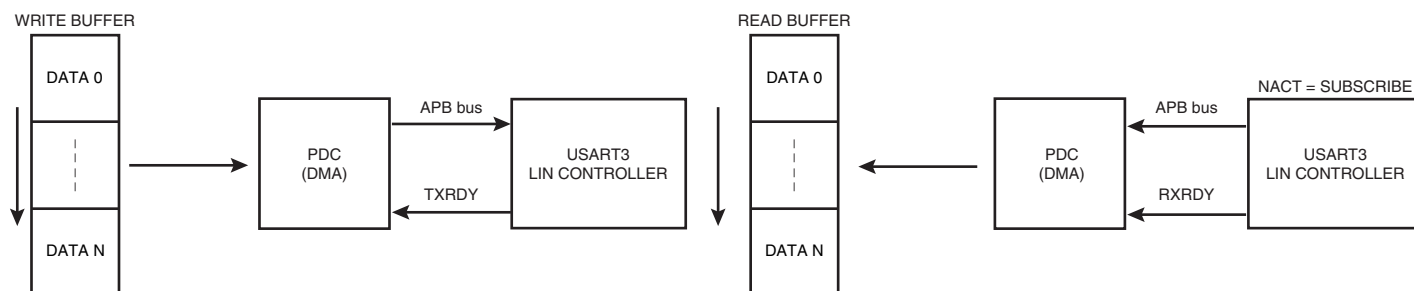 WRITE BUFFER
DATA 0
DATA N
PDC
(DMA)
APB bus
TXRDY
USART3
LIN CONTROLLER
READ BUFFER
DATA 0
DATA N
PDC
(DMA)
APB bus
RXRDY
NACT = SUBSCRIBE
USART3
LIN CONTROLLER